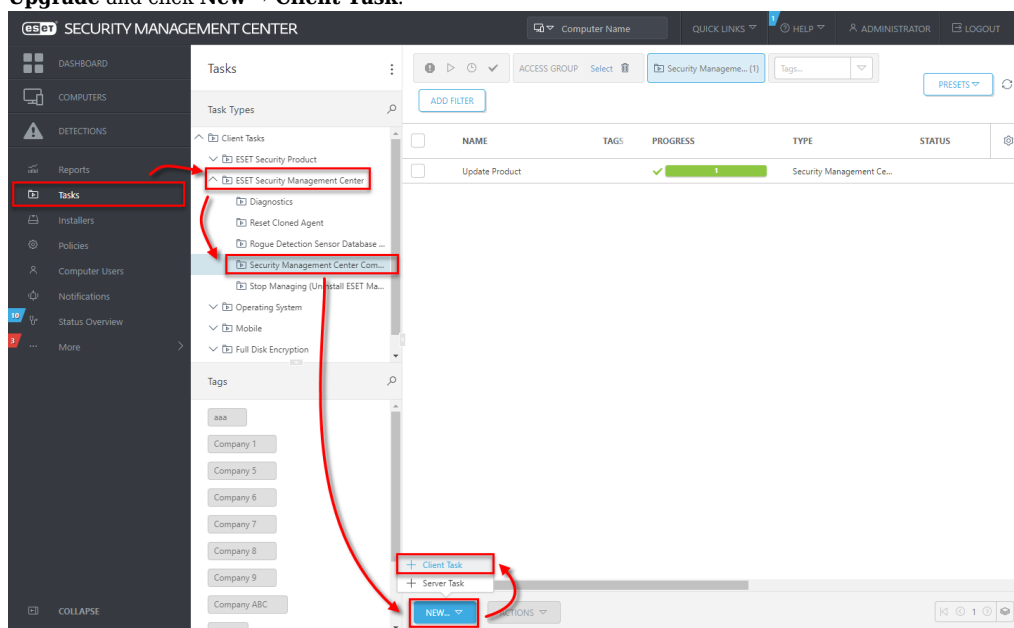 Upgrade and click New → Client Task.
eset SECURITY MANAGEMENT CENTER
Computer Name
QUICK LINKS
1
HELP
ADMINISTRATOR
LOGOUT
DASHBOARD
COMPUTERS
DETECTIONS
Reports
Tasks
Installers
Policies
Computer Users
Notifications
10
Status Overview
3
More
COLLAPSE
Tasks
Task Types
Client Tasks
ESET Security Product
ESET Security Management Center
Diagnostics
Reset Cloned Agent
Rogue Detection Sensor Database ...
Security Management Center Com...
Stop Managing (Uninstall ESET Ma...
Operating System
Mobile
Full Disk Encryption
Tags
aaa
Company 1
Company 5
Company 6
Company 7
Company 8
Company 9
Company ABC
ACCESS GROUP Select
Security Manageme... (1)
Tags...
PRESETS
ADD FILTER
NAME TAGS PROGRESS TYPE STATUS
Update Product 1 Security Management Ce...
Client Task
Server Task
NEW...
ACTIONS
1